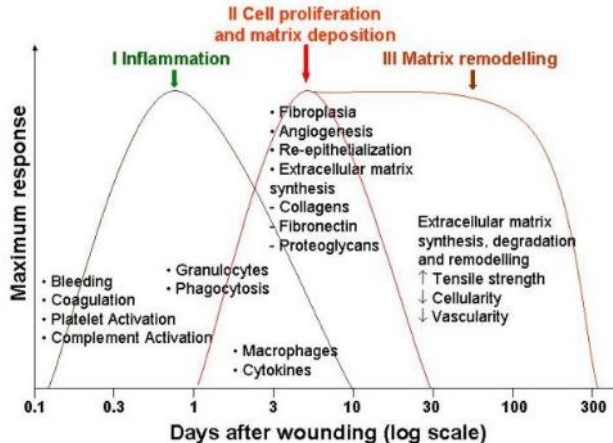 II Cell proliferation
and matrix deposition
I Inflammation
III Matrix remodelling
Maximum response
• Fibroplasia
• Angiogenesis
• Re-epithelialization
• Extracellular matrix
synthesis
- Collagens
- Fibronectin
- Proteoglycans
• Granulocytes
• Phagocytosis
• Bleeding
• Coagulation
• Platelet Activation
• Complement Activation
• Macrophages
• Cytokines
Extracellular matrix
synthesis, degradation
and remodelling
↑ Tensile strength
↓ Cellularity
↓ Vascularity
0.1 0.3 1 3 10 30 100 300
Days after wounding (log scale)